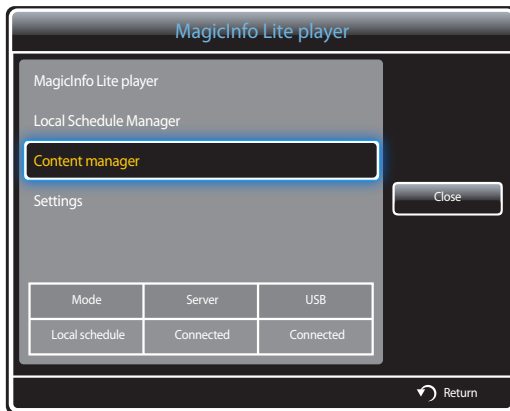 MagicInfo Lite player
MagicInfo Lite player
Local Schedule Manager
Content manager
Settings
Close
Mode Server USB
Local schedule Connected Connected
Return